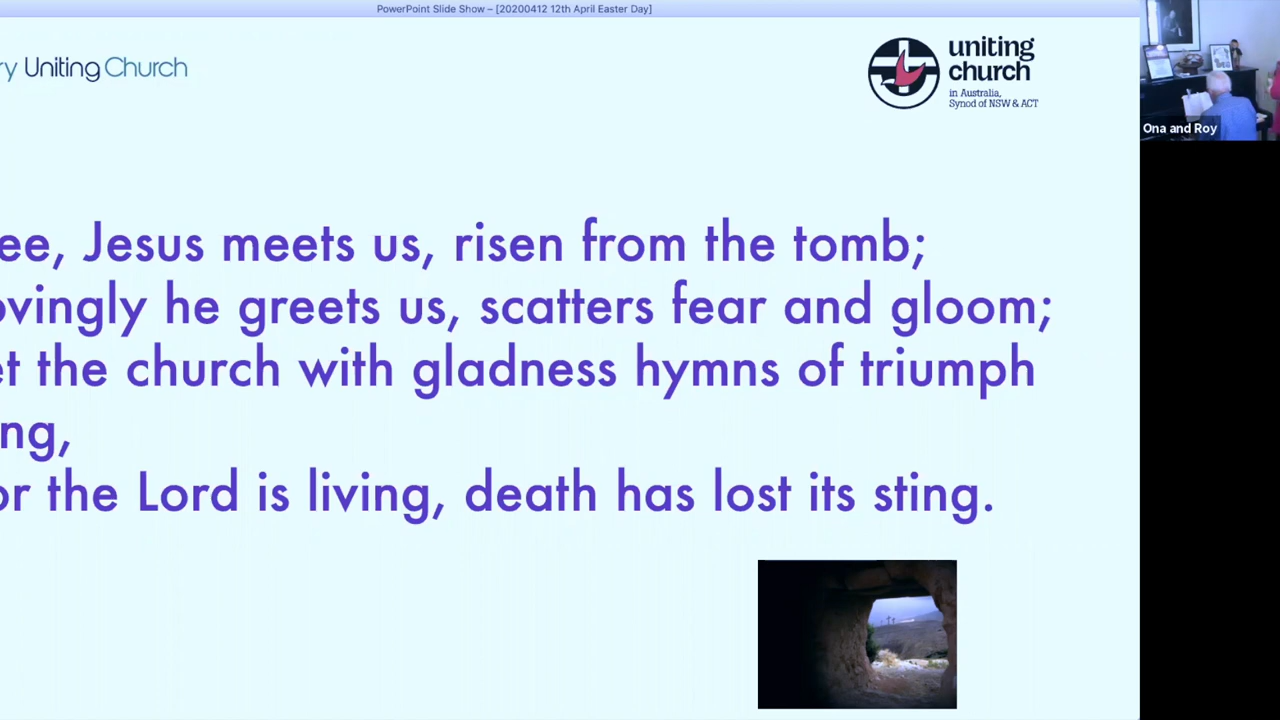 PowerPoint Slide Show – [20200412 12th April Easter Day]
ry Uniting Church
uniting
church
in Australia,
Synod of NSW & ACT
Ona and Roy
ee, Jesus meets us, risen from the tomb;
ovingly he greets us, scatters fear and gloom;
et the church with gladness hymns of triumph
ng,
or the Lord is living, death has lost its sting.